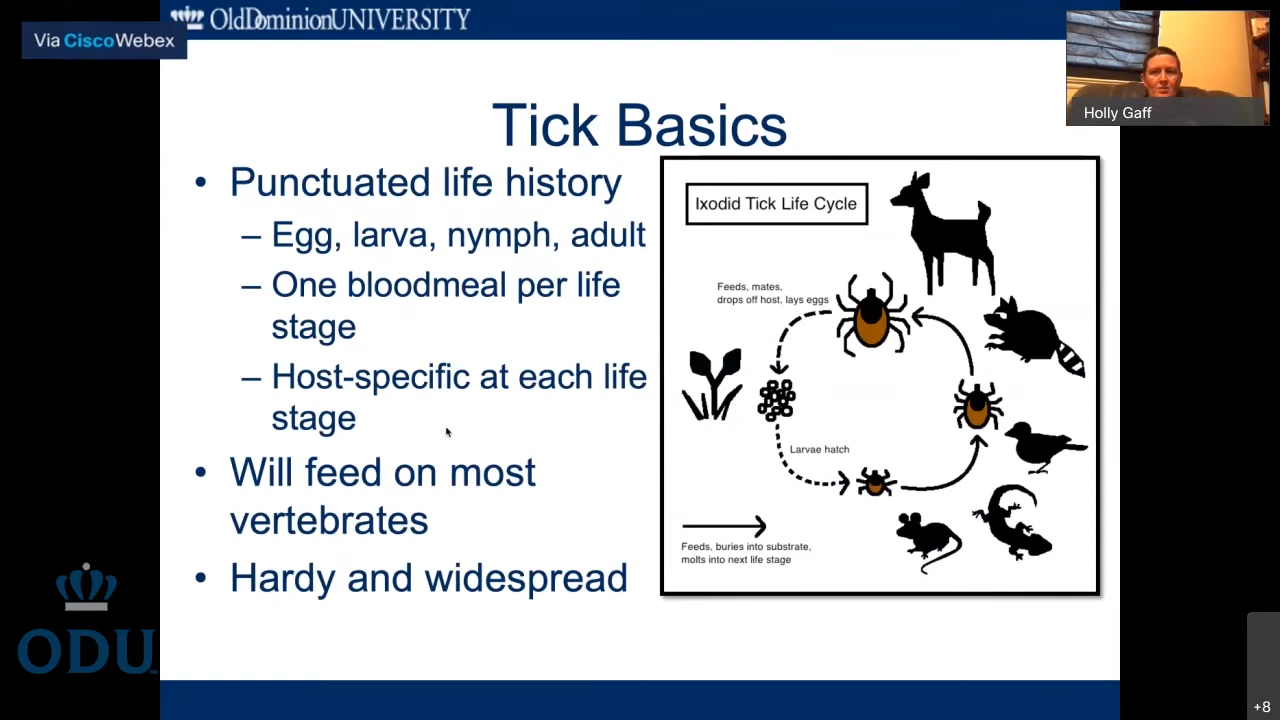 OldDominionUNIVERSITY
Via CiscoWebex
Holly Gaff
Tick Basics
• Punctuated life history
– Egg, larva, nymph, adult
– One bloodmeal per life
stage
– Host-specific at each life
stage
• Will feed on most
vertebrates
• Hardy and widespread
Ixodid Tick Life Cycle
Feeds, mates,
drops off host, lays eggs
Larvae hatch
Feeds, buries into substrate,
molts into next life stage
ODU
+8